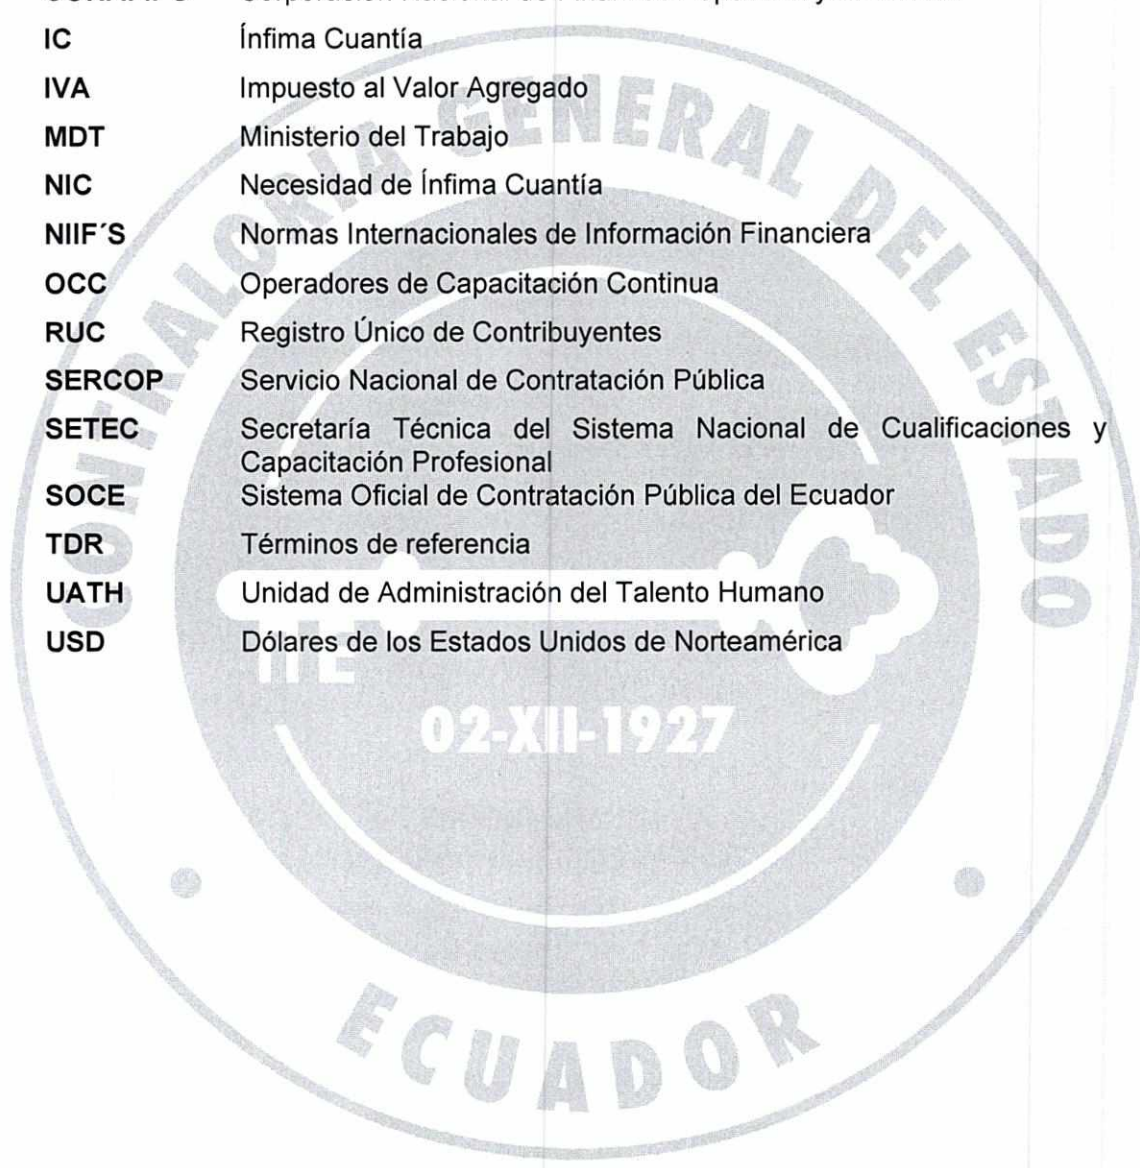 IC Ínfima Cuantía
IVA Impuesto al Valor Agregado
MDT Ministerio del Trabajo
NIC Necesidad de Ínfima Cuantía
NIIF´S Normas Internacionales de Información Financiera
OCC Operadores de Capacitación Continua
RUC Registro Único de Contribuyentes
SERCOP Servicio Nacional de Contratación Pública
SETEC Secretaría Técnica del Sistema Nacional de Cualificaciones y
Capacitación Profesional
SOCE Sistema Oficial de Contratación Pública del Ecuador
TDR Términos de referencia
UATH Unidad de Administración del Talento Humano
USD Dólares de los Estados Unidos de Norteamérica
CONTRALORIA GENERAL DEL ESTADO
02-XII-1927
ECUADOR